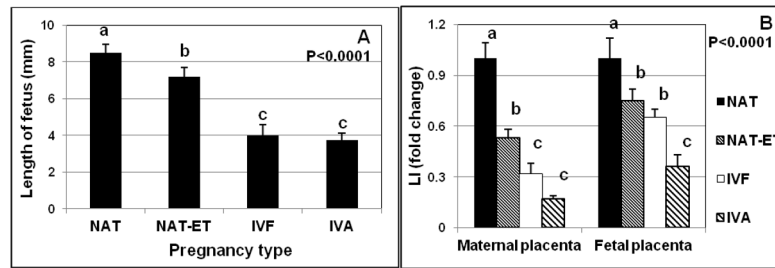 A
P<0.0001
Length of fetus (mm)
10
8
6
4
2
0
a
b
c
c
NAT NAT-ET IVF IVA
Pregnancy type
B
P<0.0001
LI (fold change)
1.2
0.9
0.6
0.3
0.0
a
b
c
c
a
b
b
c
Maternal placenta Fetal placenta
NAT
NAT-ET
IVF
IVA